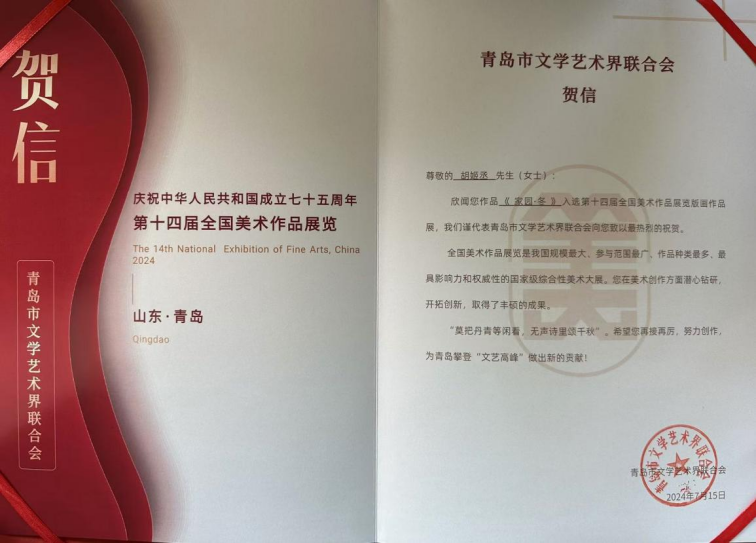 贺信
青岛市文学艺术界联合会
庆祝中华人民共和国成立七十五周年
第十四届全国美术作品展览
The 14th National Exhibition of Fine Arts, China
2024
山东·青岛
Qingdao
青岛市文学艺术界联合会
贺信
尊敬的 胡姬丞 先生（女士）：
欣闻您作品《 家园·冬 》入选第十四届全国美术作品展览版画作品
展，我们谨代表青岛市文学艺术界联合会向您致以最热烈的祝贺。
全国美术作品展览是我国规模最大、参与范围最广、作品种类最多、最
具影响力和权威性的国家级综合性美术大展。您在美术创作方面潜心钻研，
开拓创新，取得了丰硕的成果。
“莫把丹青等闲看，无声诗里颂千秋”。希望您再接再厉，努力创作，
为青岛攀登“文艺高峰”做出新的贡献！
青岛市文学艺术界联合会
青岛市文学艺术界联合会
2024年7月15日